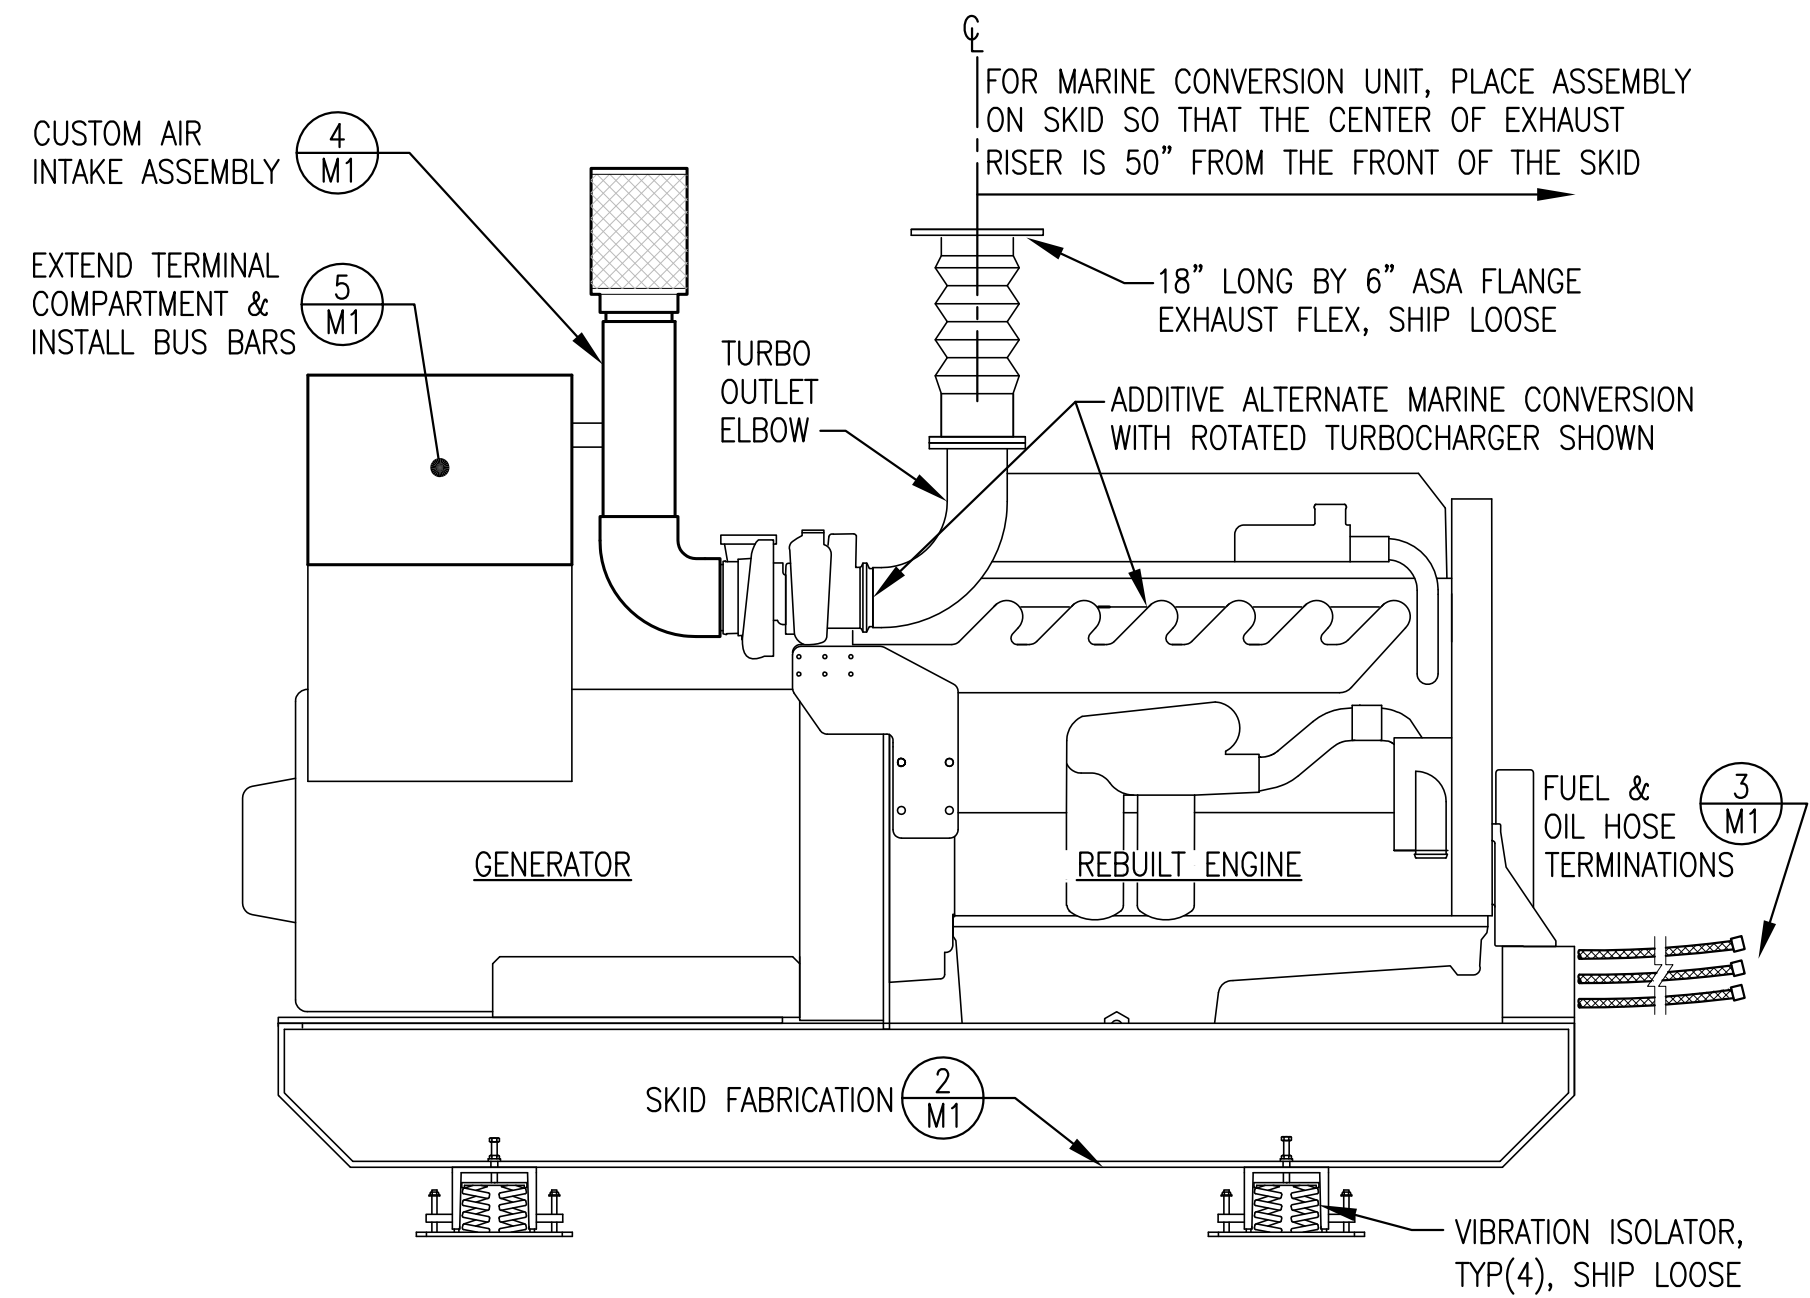 ℄
FOR MARINE CONVERSION UNIT, PLACE ASSEMBLY
ON SKID SO THAT THE CENTER OF EXHAUST
RISER IS 50” FROM THE FRONT OF THE SKID
CUSTOM AIR
INTAKE ASSEMBLY
4
M1
EXTEND TERMINAL
COMPARTMENT &
INSTALL BUS BARS
5
M1
18” LONG BY 6” ASA FLANGE
EXHAUST FLEX, SHIP LOOSE
TURBO
OUTLET
ELBOW
ADDITIVE ALTERNATE MARINE CONVERSION
WITH ROTATED TURBOCHARGER SHOWN
FUEL &
OIL HOSE
TERMINATIONS
3
M1
GENERATOR
REBUILT ENGINE
SKID FABRICATION
2
M1
VIBRATION ISOLATOR,
TYP(4), SHIP LOOSE